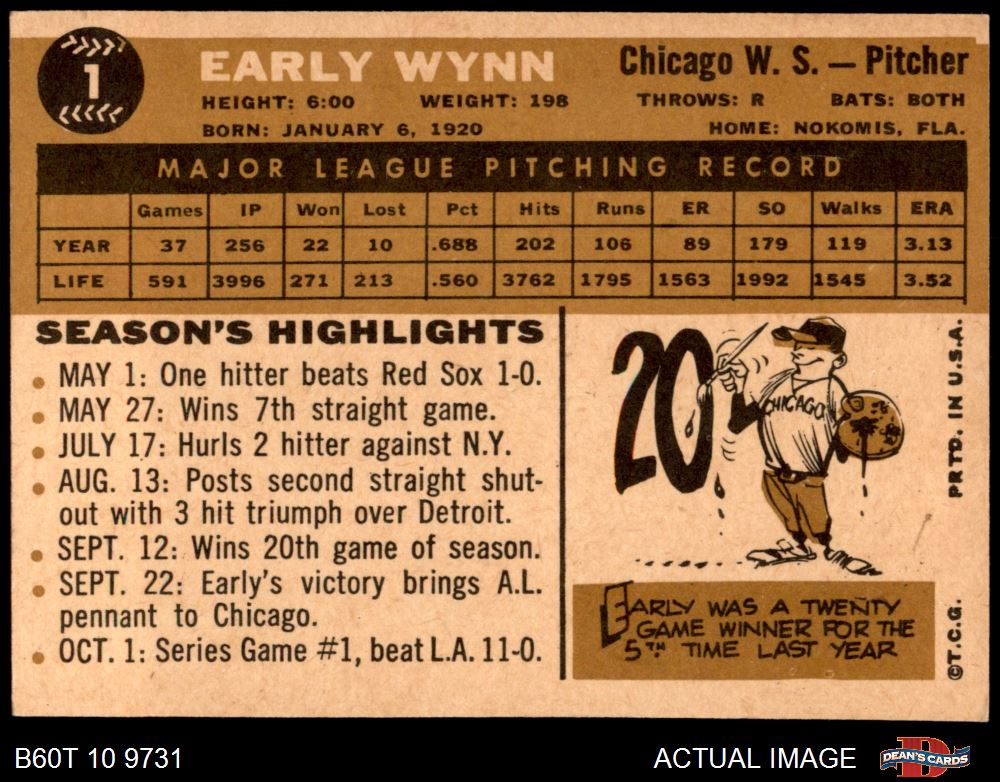 1
EARLY WYNN
Chicago W. S. — Pitcher
HEIGHT: 6:00 WEIGHT: 198 THROWS: R BATS: BOTH
BORN: JANUARY 6, 1920 HOME: NOKOMIS, FLA.
MAJOR LEAGUE PITCHING RECORD
Games IP Won Lost Pct Hits Runs ER SO Walks ERA
YEAR 37 256 22 10 .688 202 106 89 179 119 3.13
LIFE 591 3996 271 213 .560 3762 1795 1563 1992 1545 3.52
SEASON'S HIGHLIGHTS
• MAY 1: One hitter beats Red Sox 1-0.
• MAY 27: Wins 7th straight game.
• JULY 17: Hurls 2 hitter against N.Y.
• AUG. 13: Posts second straight shut-
out with 3 hit triumph over Detroit.
• SEPT. 12: Wins 20th game of season.
• SEPT. 22: Early's victory brings A.L.
pennant to Chicago.
• OCT. 1: Series Game #1, beat L.A. 11-0.
20
CHICAGO
EARLY WAS A TWENTY
GAME WINNER FOR THE
5TH TIME LAST YEAR
PRTD. IN U.S.A.
©T.C.G.
B60T 10 9731
ACTUAL IMAGE
DEAN'S CARDS